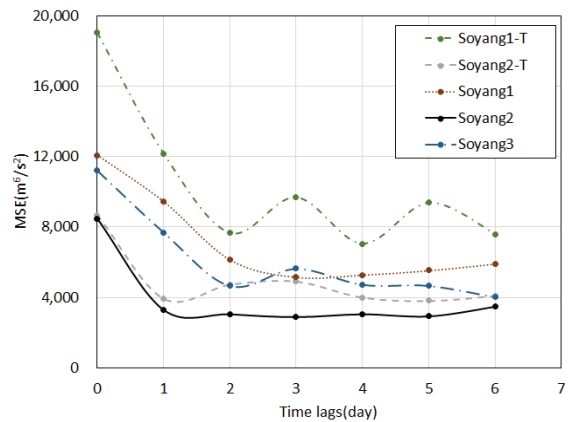 20,000
16,000
12,000
8,000
4,000
0
MSE(m⁶/s²)
0 1 2 3 4 5 6 7
Time lags(day)
Soyang1-T
Soyang2-T
Soyang1
Soyang2
Soyang3